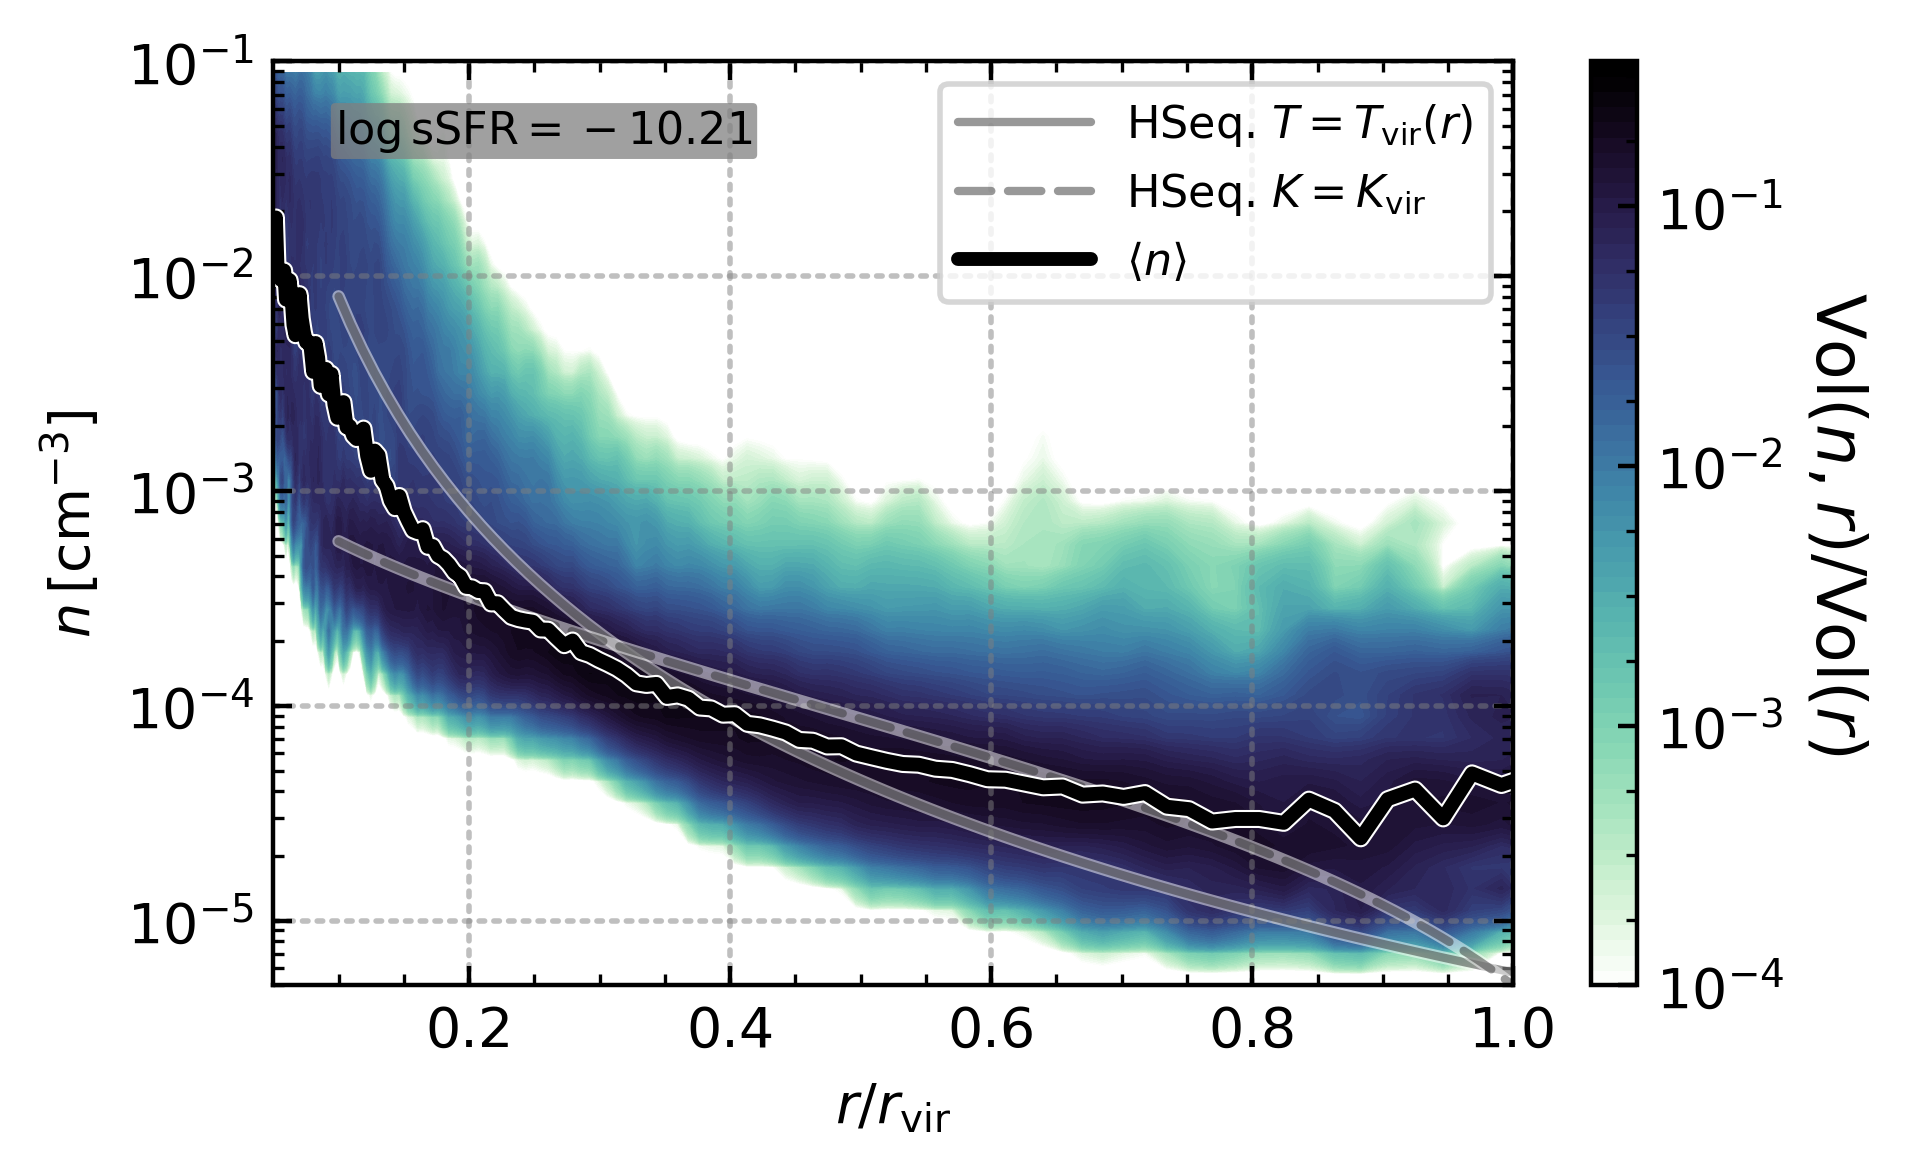 10⁻¹
10⁻²
10⁻³
10⁻⁴
10⁻⁵
n [cm⁻³]
log sSFR = −10.21
HSeq. T = T_vir(r)
HSeq. K = K_vir
⟨n⟩
0.2 0.4 0.6 0.8 1.0
r/r_vir
10⁻¹
10⁻²
10⁻³
10⁻⁴
Vol(n, r)/Vol(r)